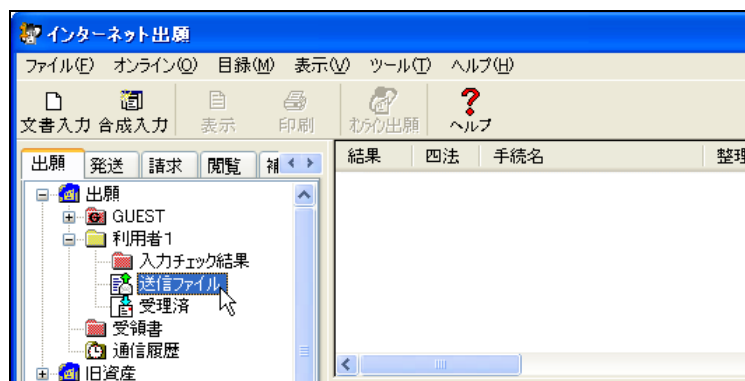 インターネット出願
ファイル(F) オンライン(O) 目録(M) 表示(V) ツール(T) ヘルプ(H)
文書入力 合成入力 表示 印刷 オンライン出願 ヘルプ
出願 発送 請求 閲覧 補
結果 四法 手続名 整理
出願
GUEST
利用者1
入力チェック結果
送信ファイル
受理済
受領書
通信履歴
旧資産